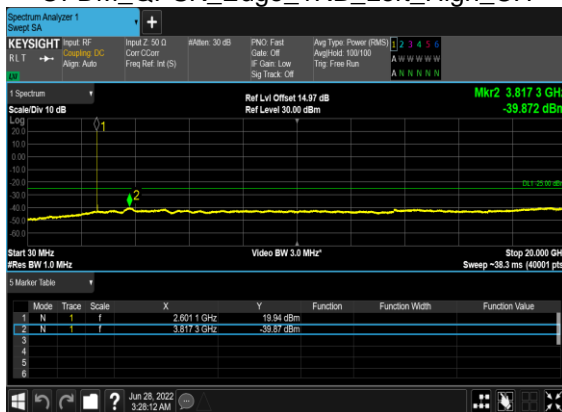 Spectrum Analyzer 1
Swept SA
KEYSIGHT
RLT
Input: RF
Coupling: DC
Align: Auto
Input Z: 50 Ω
Corr CCorr
Freq Ref: Int (S)
#Atten: 30 dB
PNO: Fast
Gate: Off
IF Gain: Low
Sig Track: Off
Avg Type: Power (RMS)
Avg|Hold: 100/100
Trig: Free Run
1 2 3 4 5 6
A W W W W W
A N N N N N
1 Spectrum
Scale/Div 10 dB
Ref Lvl Offset 14.97 dB
Ref Level 30.00 dBm
Mkr2 3.817 3 GHz
-39.872 dBm
Log
20.0
10.0
0.00
-10.0
-20.0
-30.0
-40.0
-50.0
-60.0
1
2
Start 30 MHz
#Res BW 1.0 MHz
Video BW 3.0 MHz*
Stop 20.000 GH
Sweep ~38.3 ms (40001 pts
5 Marker Table
Mode Trace Scale X Y Function Function Width Function Value
1 N 1 f 2.601 1 GHz 19.94 dBm
2 N 1 f 3.817 3 GHz -39.87 dBm
3
4
5
6
?
Jun 28, 2022
3:28:12 AM